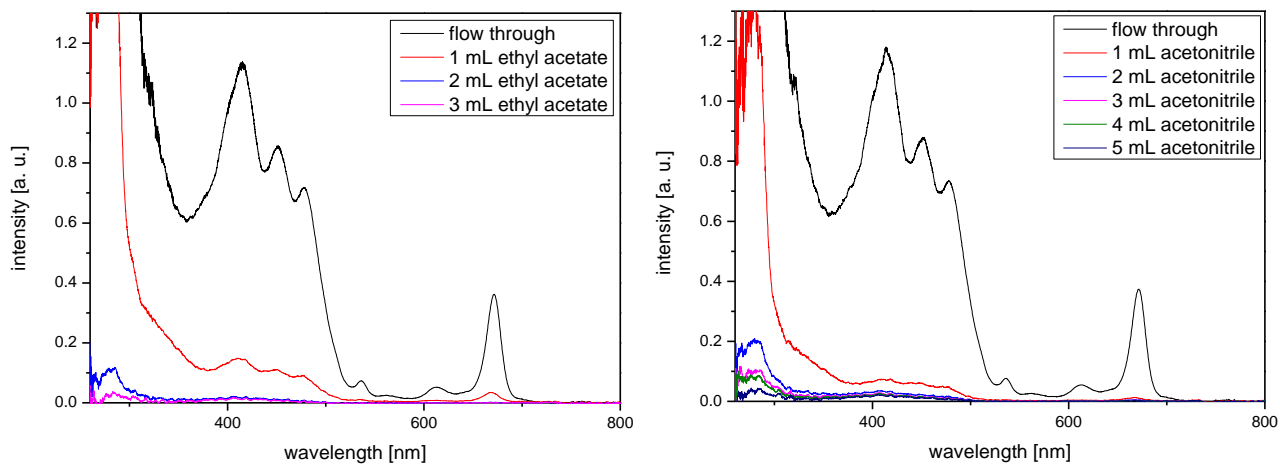 1.2
1.0
0.8
0.6
0.4
0.2
0.0
intensity [a. u.]
400
600
800
wavelength [nm]
flow through
1 mL ethyl acetate
2 mL ethyl acetate
3 mL ethyl acetate
1.2
1.0
0.8
0.6
0.4
0.2
0.0
intensity [a. u.]
400
600
800
wavelength [nm]
flow through
1 mL acetonitrile
2 mL acetonitrile
3 mL acetonitrile
4 mL acetonitrile
5 mL acetonitrile